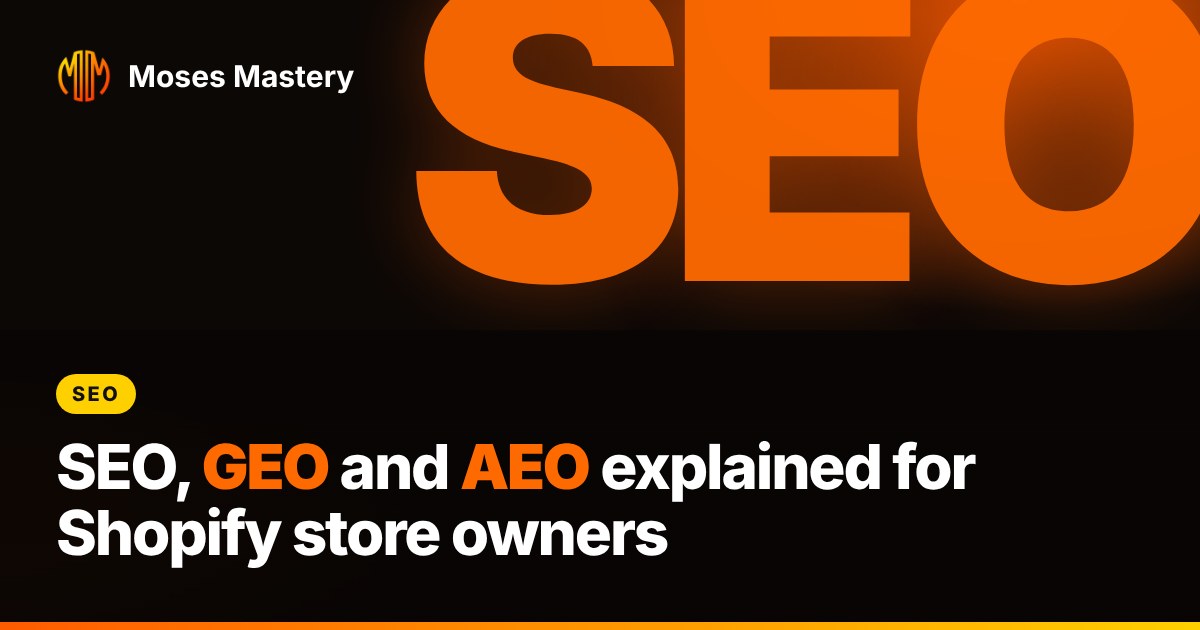 Moses Mastery
SEO
SEO
SEO, GEO and AEO explained for
Shopify store owners